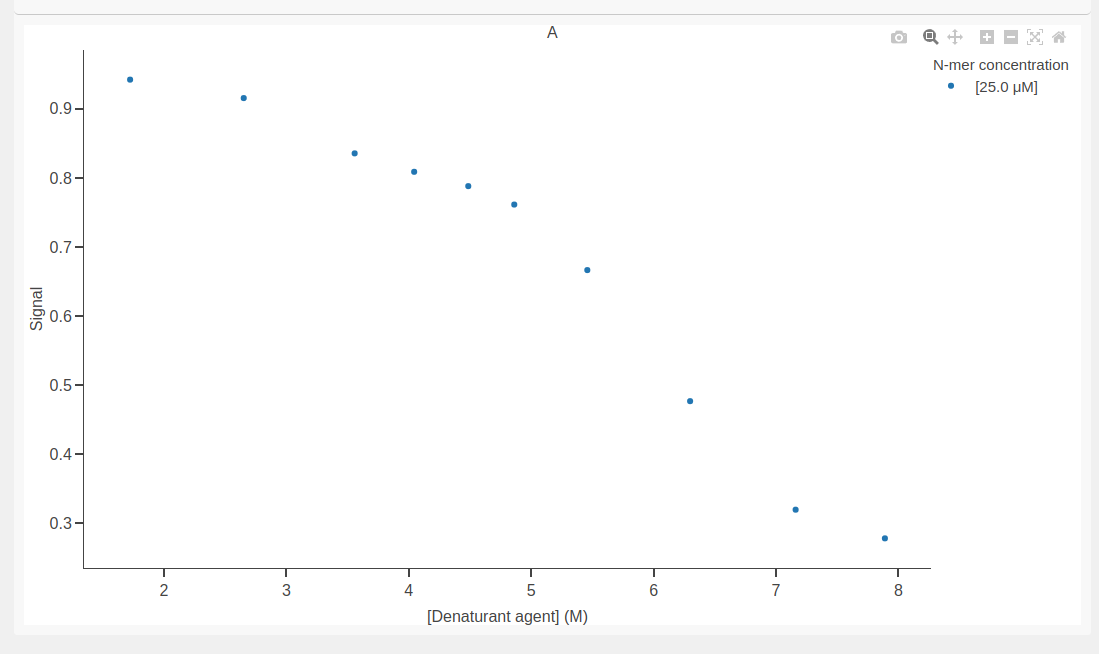 A
N-mer concentration
[25.0 μM]
0.9
0.8
0.7
0.6
0.5
0.4
0.3
Signal
2 3 4 5 6 7 8
[Denaturant agent] (M)